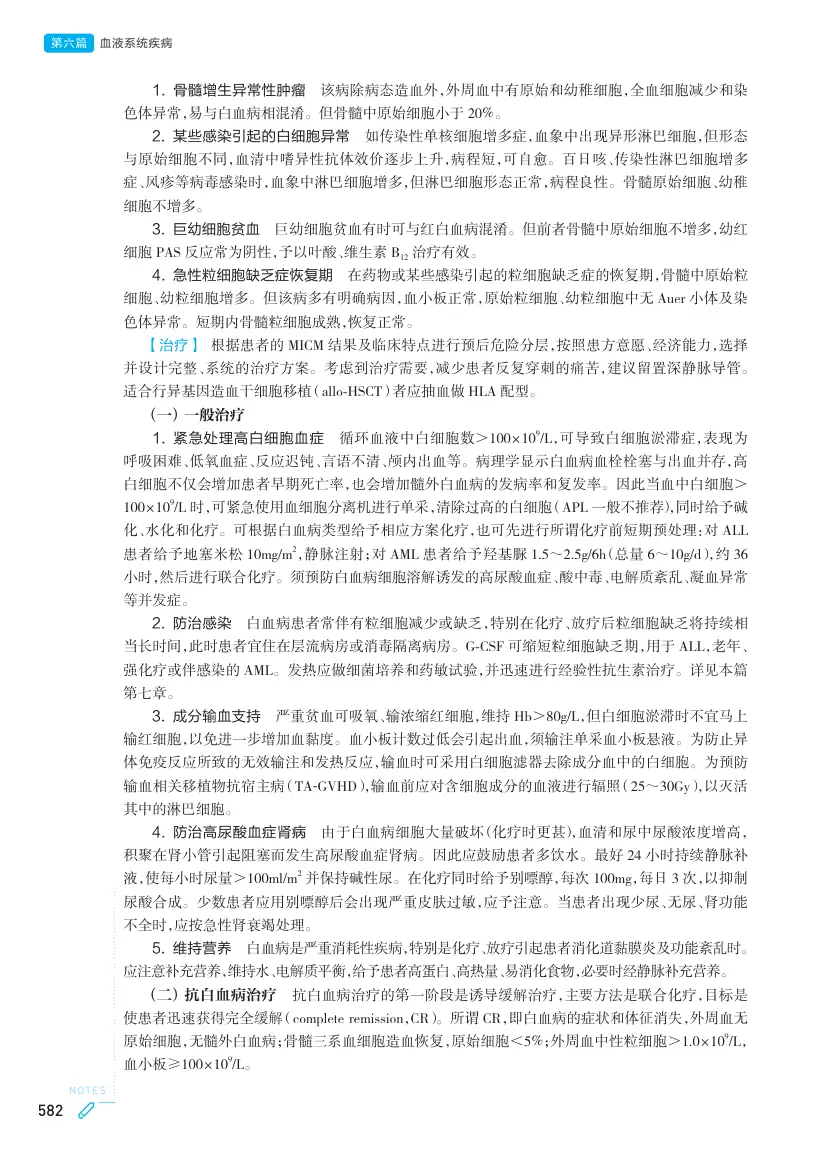 第六篇 血液系统疾病
1. 骨髓增生异常性肿瘤 该病除病态造血外,外周血中有原始和幼稚细胞,全血细胞减少和染
色体异常,易与白血病相混淆。但骨髓中原始细胞小于 20%。
2. 某些感染引起的白细胞异常 如传染性单核细胞增多症,血象中出现异形淋巴细胞,但形态
与原始细胞不同,血清中嗜异性抗体效价逐步上升,病程短,可自愈。百日咳、传染性淋巴细胞增多
症、风疹等病毒感染时,血象中淋巴细胞增多,但淋巴细胞形态正常,病程良性。骨髓原始细胞、幼稚
细胞不增多。
3. 巨幼细胞贫血 巨幼细胞贫血有时可与红白血病混淆。但前者骨髓中原始细胞不增多,幼红
细胞 PAS 反应常为阴性,予以叶酸、维生素 B₁₂ 治疗有效。
4. 急性粒细胞缺乏症恢复期 在药物或某些感染引起的粒细胞缺乏症的恢复期,骨髓中原始粒
细胞、幼粒细胞增多。但该病多有明确病因,血小板正常,原始粒细胞、幼粒细胞中无 Auer 小体及染
色体异常。短期内骨髓粒细胞成熟,恢复正常。
【治疗】 根据患者的 MICM 结果及临床特点进行预后危险分层,按照患方意愿、经济能力,选择
并设计完整、系统的治疗方案。考虑到治疗需要,减少患者反复穿刺的痛苦,建议留置深静脉导管。
适合行异基因造血干细胞移植(allo-HSCT)者应抽血做 HLA 配型。
(一) 一般治疗
1. 紧急处理高白细胞血症 循环血液中白细胞数>100×10⁹/L,可导致白细胞淤滞症,表现为
呼吸困难、低氧血症、反应迟钝、言语不清、颅内出血等。病理学显示白血病血栓栓塞与出血并存,高
白细胞不仅会增加患者早期死亡率,也会增加髓外白血病的发病率和复发率。因此当血中白细胞>
100×10⁹/L 时,可紧急使用血细胞分离机进行单采,清除过高的白细胞(APL 一般不推荐),同时给予碱
化、水化和化疗。可根据白血病类型给予相应方案化疗,也可先进行所谓化疗前短期预处理:对 ALL
患者给予地塞米松 10mg/m²,静脉注射;对 AML 患者给予羟基脲 1.5~2.5g/6h(总量 6~10g/d),约 36
小时,然后进行联合化疗。须预防白血病细胞溶解诱发的高尿酸血症、酸中毒、电解质紊乱、凝血异常
等并发症。
2. 防治感染 白血病患者常伴有粒细胞减少或缺乏,特别在化疗、放疗后粒细胞缺乏将持续相
当长时间,此时患者宜住在层流病房或消毒隔离病房。G-CSF 可缩短粒细胞缺乏期,用于 ALL,老年、
强化疗或伴感染的 AML。发热应做细菌培养和药敏试验,并迅速进行经验性抗生素治疗。详见本篇
第七章。
3. 成分输血支持 严重贫血可吸氧、输浓缩红细胞,维持 Hb>80g/L,但白细胞淤滞时不宜马上
输红细胞,以免进一步增加血黏度。血小板计数过低会引起出血,须输注单采血小板悬液。为防止异
体免疫反应所致的无效输注和发热反应,输血时可采用白细胞滤器去除成分血中的白细胞。为预防
输血相关移植物抗宿主病(TA-GVHD),输血前应对含细胞成分的血液进行辐照(25~30Gy),以灭活
其中的淋巴细胞。
4. 防治高尿酸血症肾病 由于白血病细胞大量破坏(化疗时更甚),血清和尿中尿酸浓度增高,
积聚在肾小管引起阻塞而发生高尿酸血症肾病。因此应鼓励患者多饮水。最好 24 小时持续静脉补
液,使每小时尿量>100ml/m² 并保持碱性尿。在化疗同时给予别嘌醇,每次 100mg,每日 3 次,以抑制
尿酸合成。少数患者应用别嘌醇后会出现严重皮肤过敏,应予注意。当患者出现少尿、无尿、肾功能
不全时,应按急性肾衰竭处理。
5. 维持营养 白血病是严重消耗性疾病,特别是化疗、放疗引起患者消化道黏膜炎及功能紊乱时。
应注意补充营养,维持水、电解质平衡,给予患者高蛋白、高热量、易消化食物,必要时经静脉补充营养。
(二) 抗白血病治疗 抗白血病治疗的第一阶段是诱导缓解治疗,主要方法是联合化疗,目标是
使患者迅速获得完全缓解(complete remission,CR)。所谓 CR,即白血病的症状和体征消失,外周血无
原始细胞,无髓外白血病;骨髓三系血细胞造血恢复,原始细胞<5%;外周血中性粒细胞>1.0×10⁹/L,
血小板≥100×10⁹/L。
NOTES
582